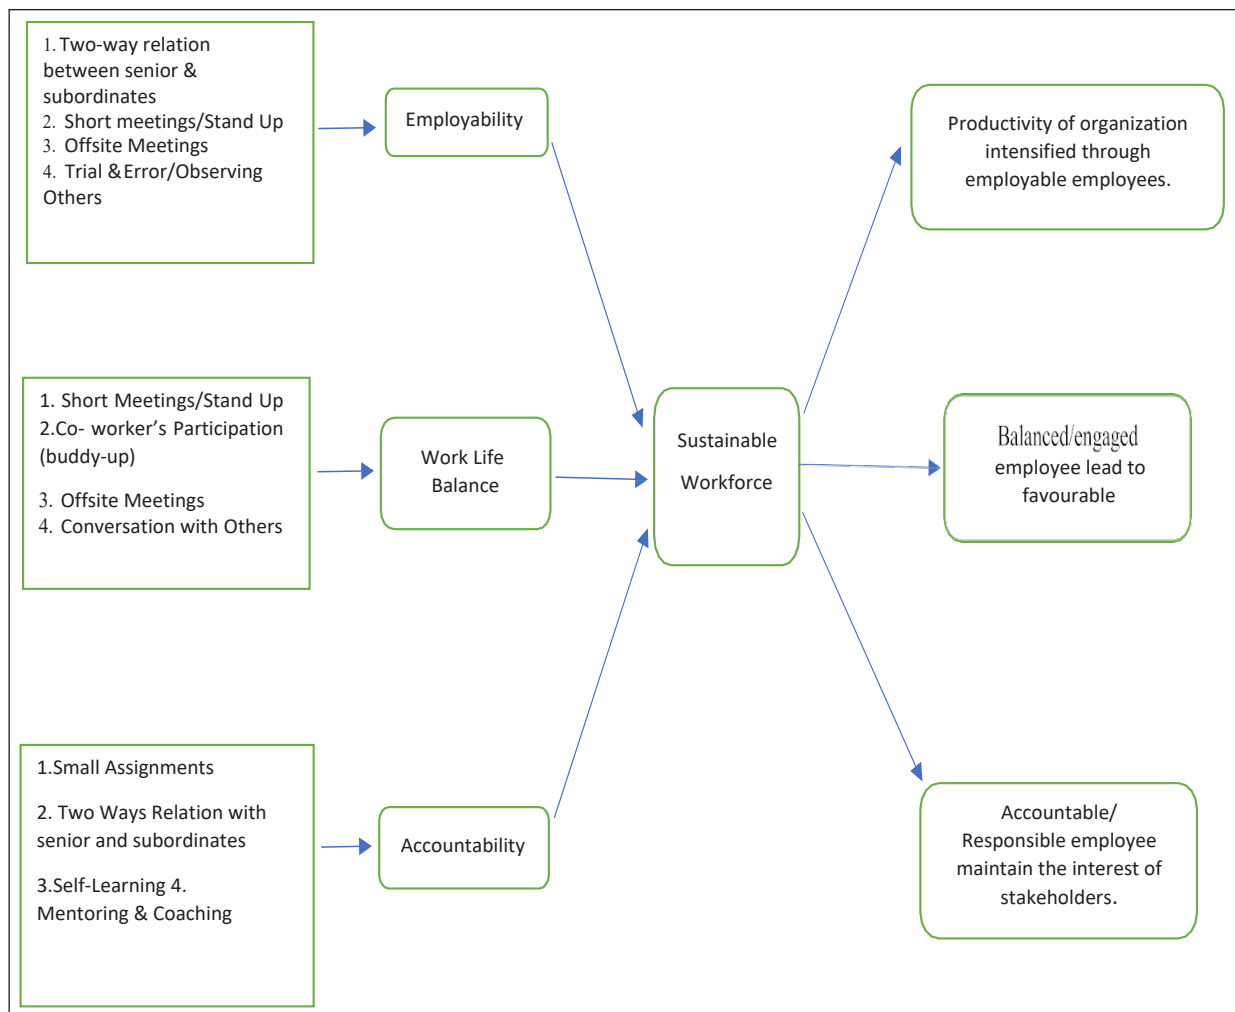 1. Two-way relation
between senior &
subordinates
2. Short meetings/Stand Up
3. Offsite Meetings
4. Trial &Error/Observing
Others
Employability
Productivity of organization
intensified through
employable employees.
1. Short Meetings/Stand Up
2.Co- worker’s Participation
(buddy-up)
3. Offsite Meetings
4. Conversation with Others
Work Life
Balance
Sustainable
Workforce
Balanced/engaged
employee lead to
favourable
1.Small Assignments
2. Two Ways Relation with
senior and subordinates
3.Self-Learning 4.
Mentoring & Coaching
Accountability
Accountable/
Responsible employee
maintain the interest of
stakeholders.